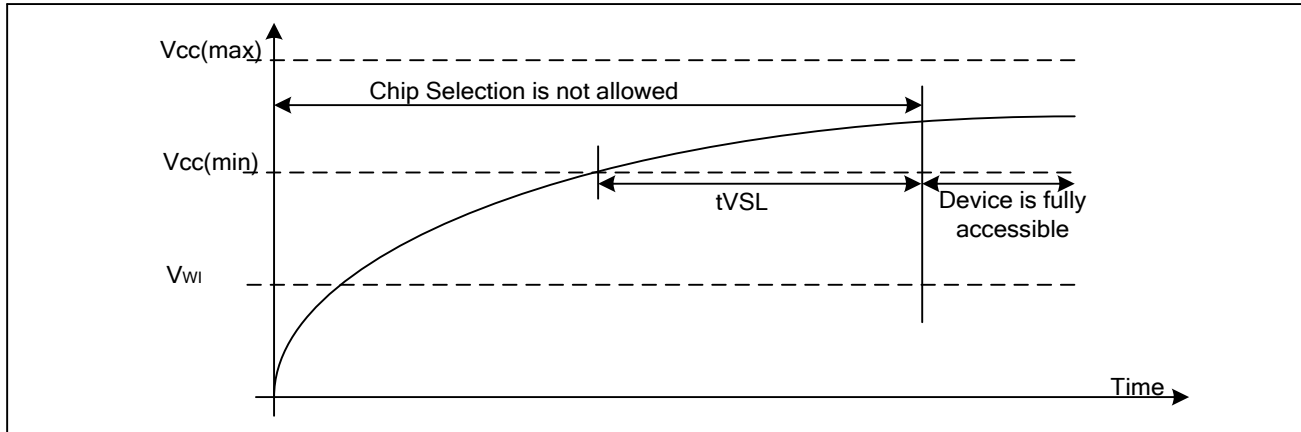 Vcc(max)
Chip Selection is not allowed
Vcc(min)
tVSL
Device is fully
accessible
VWI
Time